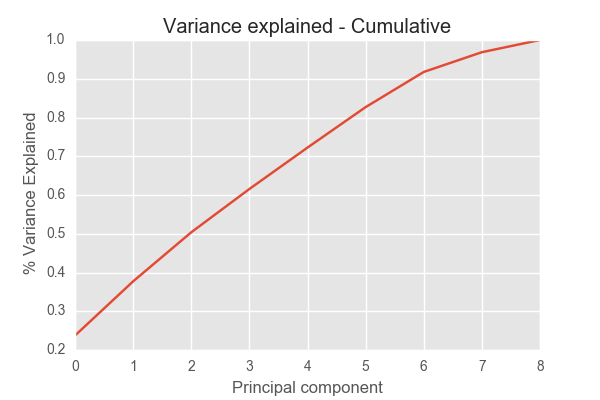 Variance explained - Cumulative
1.0
0.9
0.8
0.7
0.6
0.5
0.4
0.3
0.2
% Variance Explained
0 1 2 3 4 5 6 7 8
Principal component